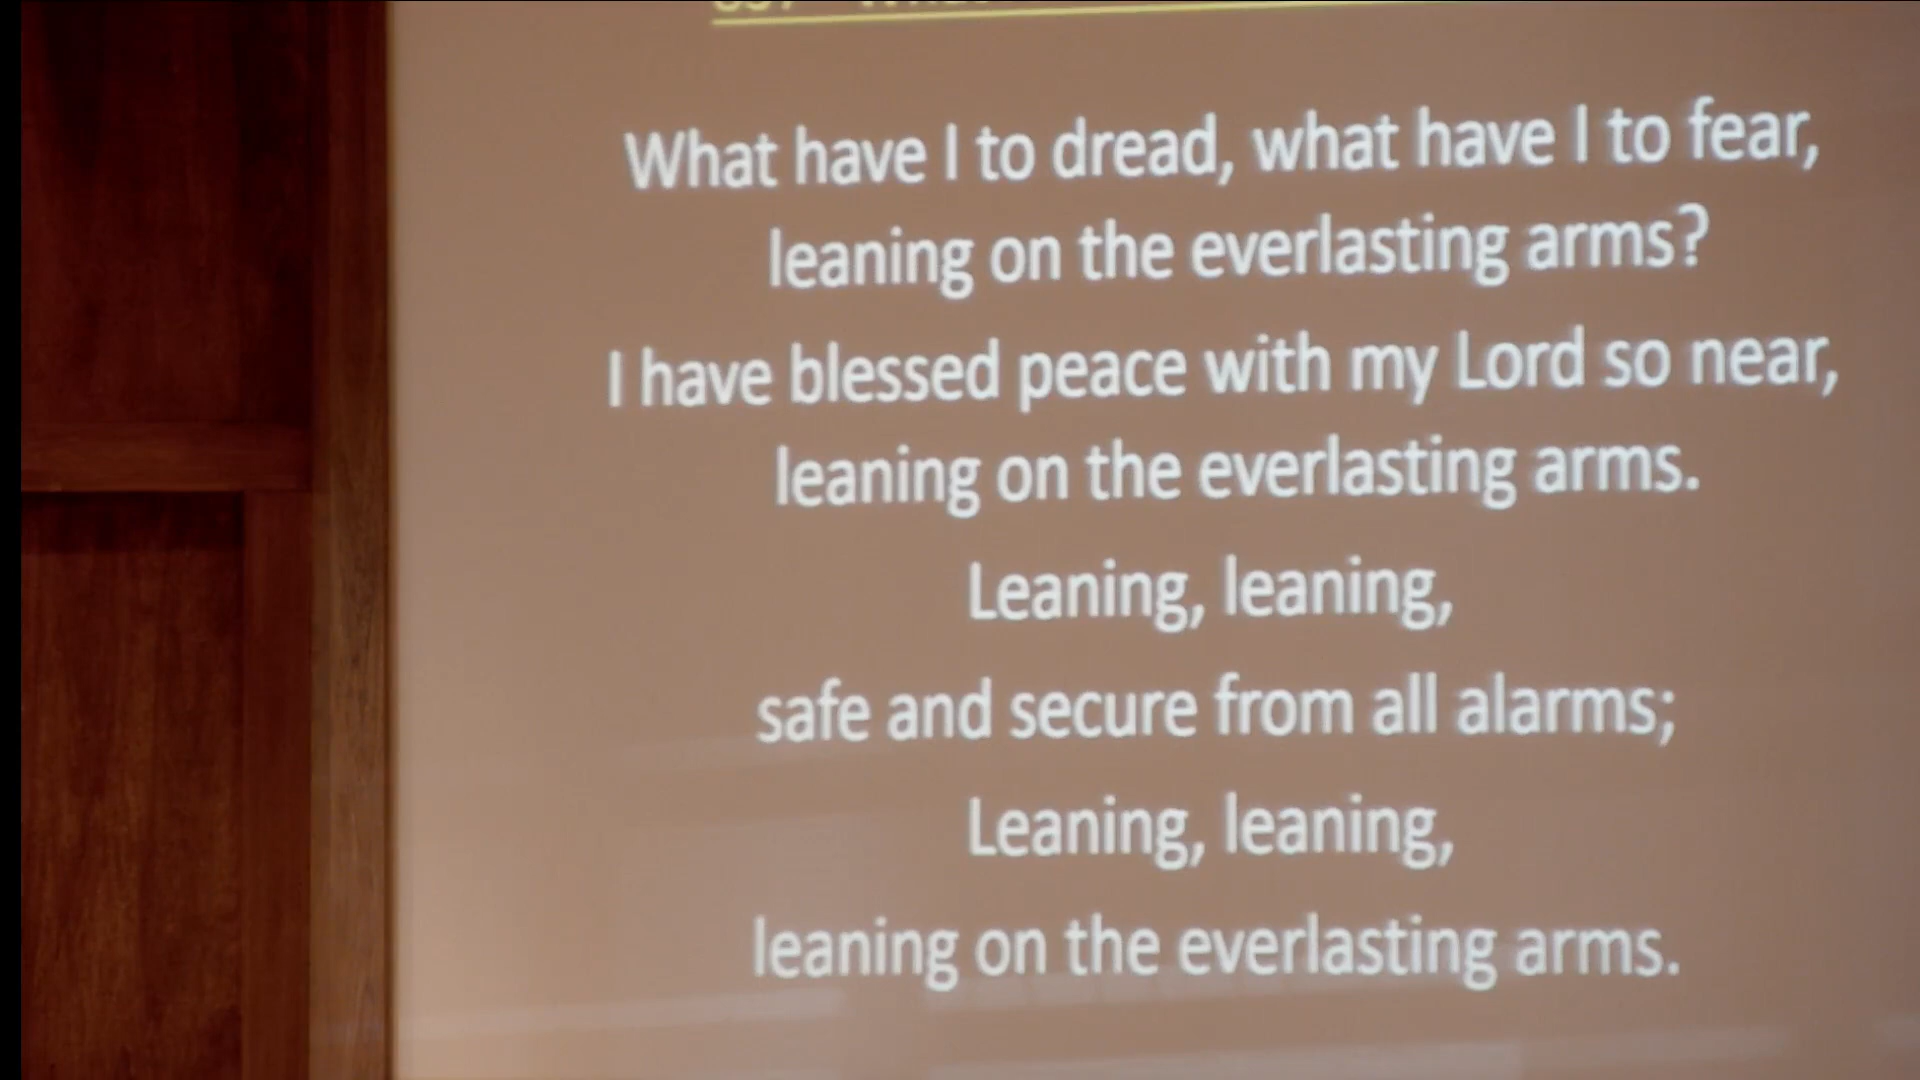 What have I to dread, what have I to fear,
leaning on the everlasting arms?
I have blessed peace with my Lord so near,
leaning on the everlasting arms.
Leaning, leaning,
safe and secure from all alarms;
Leaning, leaning,
leaning on the everlasting arms.